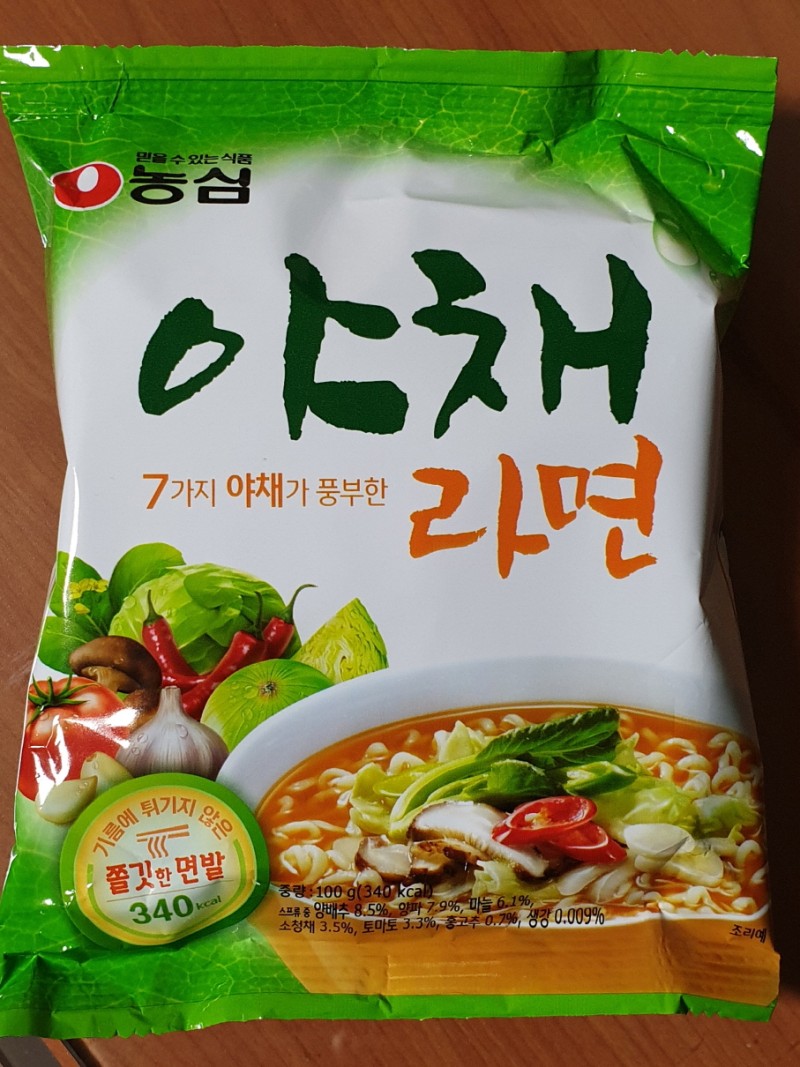 믿을 수 있는 식품
농심
야채
라면
7가지 야채가 풍부한
기름에 튀기지 않은
쫄깃한 면발
340 kcal
중량 : 100 g(340 kcal)
스프류 중 양배추 8.5%, 양파 7.9%, 마늘 6.1%,
소청채 3.5%, 토마토 3.3%, 홍고추 0.7%, 생강 0.009%
조리예